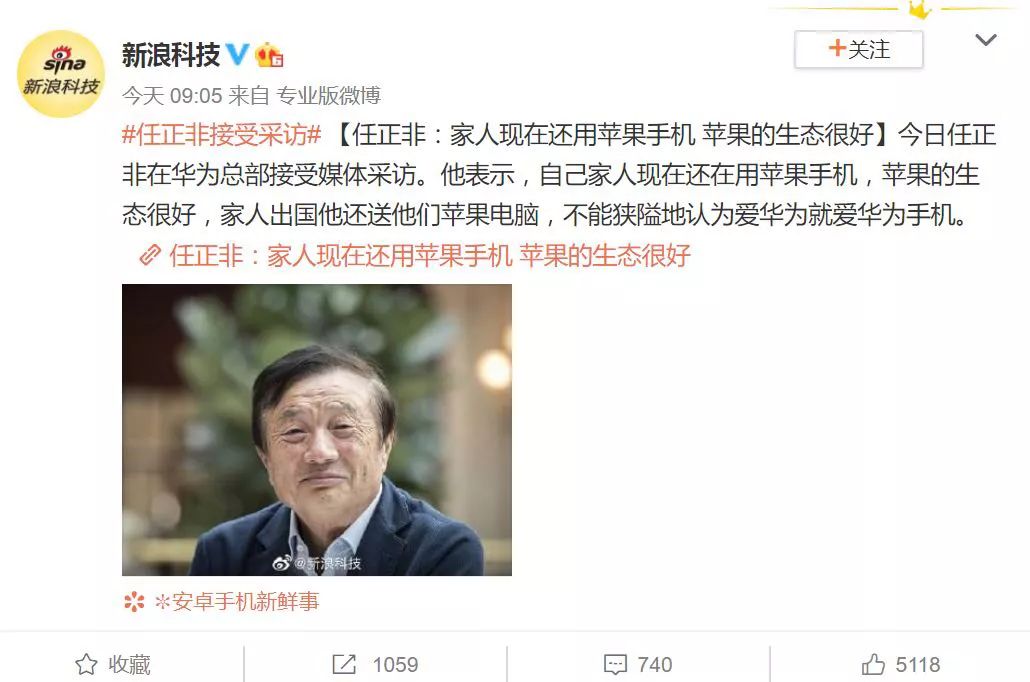 sina
新浪科技
新浪科技
关注
今天 09:05 来自 专业版微博
#任正非接受采访# 【任正非：家人现在还用苹果手机 苹果的生态很好】今日任正
非在华为总部接受媒体采访。他表示，自己家人现在还在用苹果手机，苹果的生
态很好，家人出国他还送他们苹果电脑，不能狭隘地认为爱华为就爱华为手机。
任正非：家人现在还用苹果手机 苹果的生态很好
@新浪科技
安卓手机新鲜事
收藏
1059
740
5118